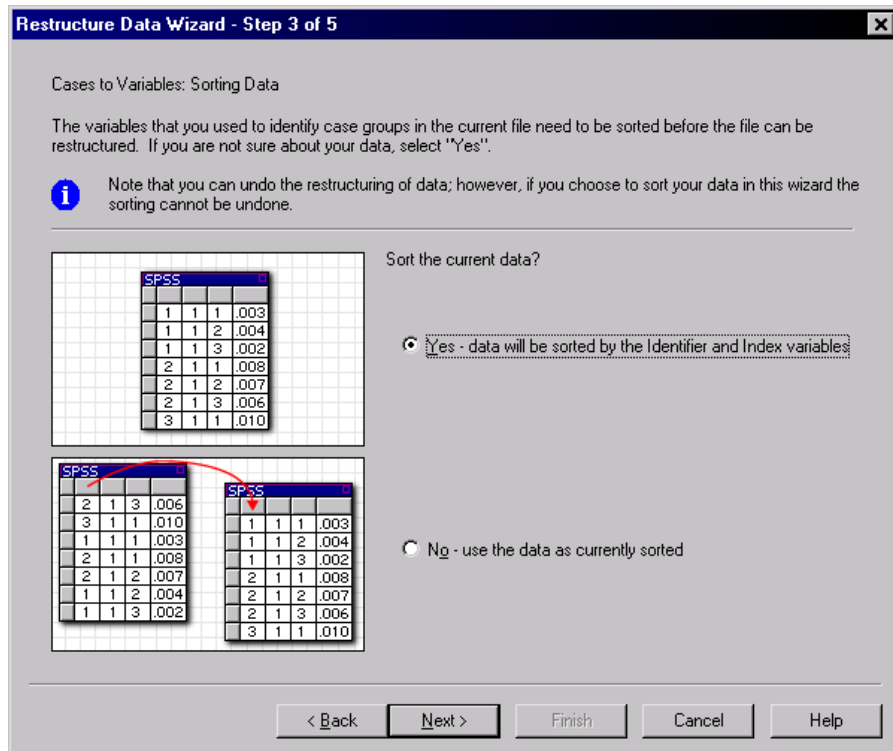 Restructure Data Wizard - Step 3 of 5
Cases to Variables: Sorting Data
The variables that you used to identify case groups in the current file need to be sorted before the file can be
restructured.  If you are not sure about your data, select "Yes".
Note that you can undo the restructuring of data; however, if you choose to sort your data in this wizard the
sorting cannot be undone.
Sort the current data?
SPSS
1 1 1 .003
1 1 2 .004
1 1 3 .002
2 1 1 .008
2 1 2 .007
2 1 3 .006
3 1 1 .010
Yes - data will be sorted by the Identifier and Index variables
SPSS
2 1 3 .006
3 1 1 .010
1 1 1 .003
2 1 1 .008
2 1 2 .007
1 1 2 .004
1 1 3 .002
SPSS
1 1 1 .003
1 1 2 .004
1 1 3 .002
2 1 1 .008
2 1 2 .007
2 1 3 .006
3 1 1 .010
No - use the data as currently sorted
< Back
Next >
Finish
Cancel
Help